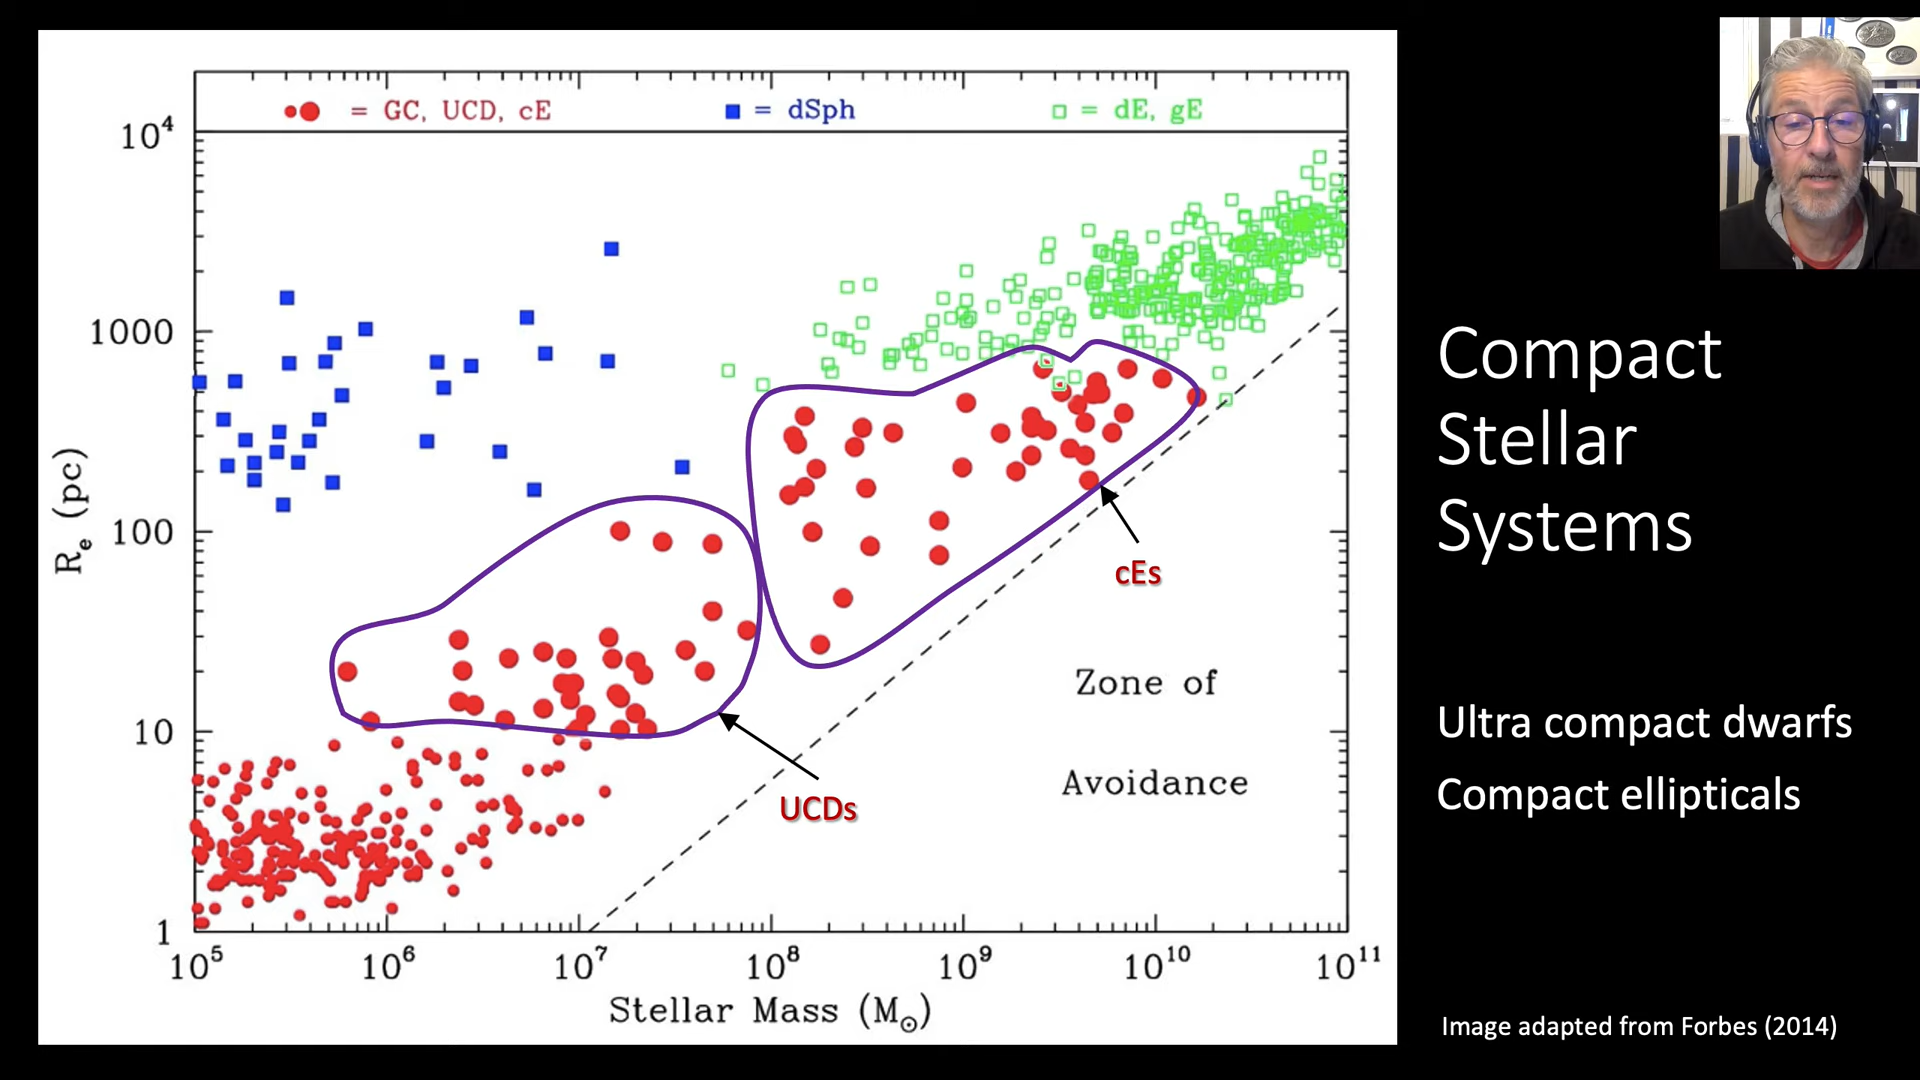 = GC, UCD, cE
= dSph
= dE, gE
10⁴
1000
100
10
1
Rₑ (pc)
cEs
Zone of
Avoidance
UCDs
10⁵ 10⁶ 10⁷ 10⁸ 10⁹ 10¹⁰ 10¹¹
Stellar Mass (M☉)
Compact
Stellar
Systems
Ultra compact dwarfs
Compact ellipticals
Image adapted from Forbes (2014)